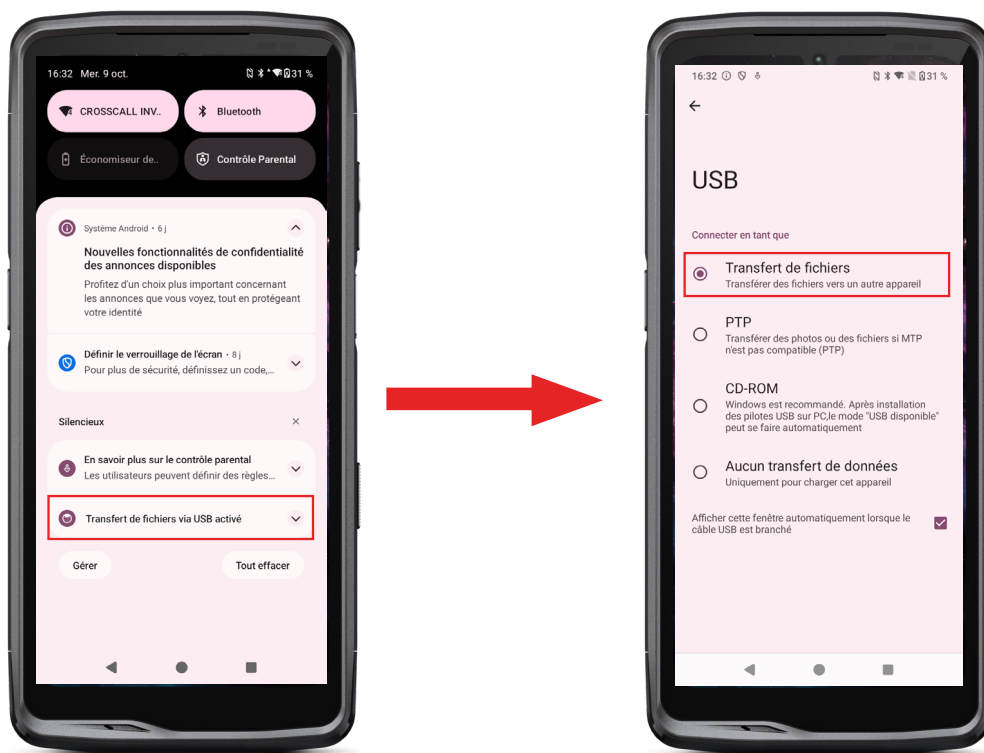 16:32 Mer. 9 oct.
31 %
CROSSCALL INV..
Bluetooth
Économiseur de..
Contrôle Parental
Système Android • 6 j
Nouvelles fonctionnalités de confidentialité
des annonces disponibles
Profitez d'un choix plus important concernant
les annonces que vous voyez, tout en protégeant
votre identité
Définir le verrouillage de l'écran • 8 j
Pour plus de sécurité, définissez un code,...
Silencieux
En savoir plus sur le contrôle parental
Les utilisateurs peuvent définir des règles...
Transfert de fichiers via USB activé
Gérer
Tout effacer
16:32
31 %
USB
Connecter en tant que
Transfert de fichiers
Transférer des fichiers vers un autre appareil
PTP
Transférer des photos ou des fichiers si MTP
n'est pas compatible (PTP)
CD-ROM
Windows est recommandé. Après installation
des pilotes USB sur PC,le mode "USB disponible"
peut se faire automatiquement
Aucun transfert de données
Uniquement pour charger cet appareil
Afficher cette fenêtre automatiquement lorsque le
câble USB est branché